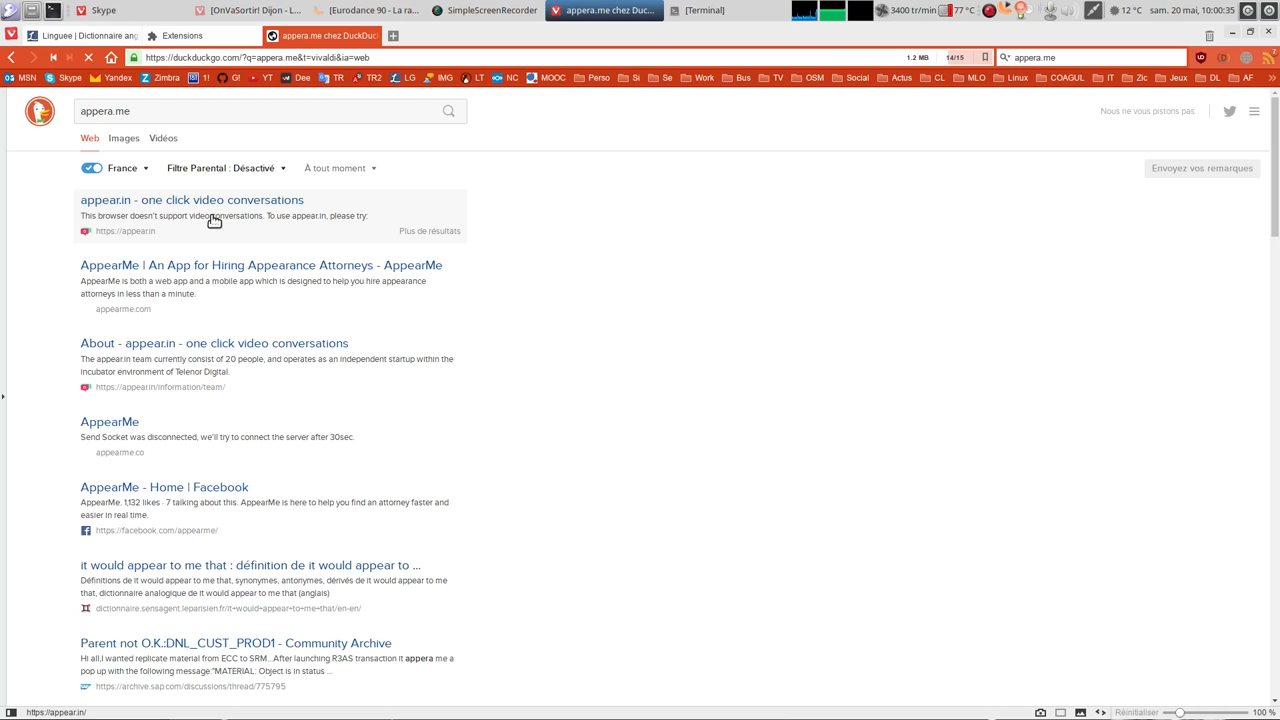 Skype
[OnVaSortir! Dijon - L...
[Eurodance 90 - La ra...
SimpleScreenRecorder
appera.me chez Duc...
[Terminal]
3400 tr/min
77 °C
12 °C
sam. 20 mai, 10:00:35
Linguee | Dictionnaire ang
Extensions
appera.me chez DuckDuc
https://duckduckgo.com/?q=appera.me&t=vivaldi&ia=web
1.2 MB
14/15
appera.me
MSN
Skype
Yandex
Zimbra
1!
G!
YT
Dee
TR
TR2
LG
IMG
LT
NC
MOOC
Perso
Si
Se
Work
Bus
TV
OSM
Social
Actus
CL
MLO
Linux
COAGUL
IT
Zic
Jeux
DL
AF
appera.me
Nous ne vous pistons pas.
Web
Images
Vidéos
France
Filtre Parental : Désactivé
À tout moment
Envoyez vos remarques
appear.in - one click video conversations
This browser doesn't support video conversations. To use appear.in, please try:
https://appear.in
Plus de résultats
AppearMe | An App for Hiring Appearance Attorneys - AppearMe
AppearMe is both a web app and a mobile app which is designed to help you hire appearance
attorneys in less than a minute.
appearme.com
About - appear.in - one click video conversations
The appear.in team currently consist of 20 people, and operates as an independent startup within the
incubator environment of Telenor Digital.
https://appear.in/information/team/
AppearMe
Send Socket was disconnected, we'll try to connect the server after 30sec.
appearme.co
AppearMe - Home | Facebook
AppearMe. 1,132 likes · 7 talking about this. AppearMe is here to help you find an attorney faster and
easier in real time.
https://facebook.com/appearme/
it would appear to me that : définition de it would appear to ...
Définitions de it would appear to me that, synonymes, antonymes, dérivés de it would appear to me
that, dictionnaire analogique de it would appear to me that (anglais)
dictionnaire.sensagent.leparisien.fr/it+would+appear+to+me+that/en-en/
Parent not O.K.:DNL_CUST_PROD1 - Community Archive
Hi all,I wanted replicate material from ECC to SRM...After launching R3AS transaction it appera me a
pop up with the following message:"MATERIAL: Object is in status ...
https://archive.sap.com/discussions/thread/775795
https://appear.in/
Réinitialiser
100 %